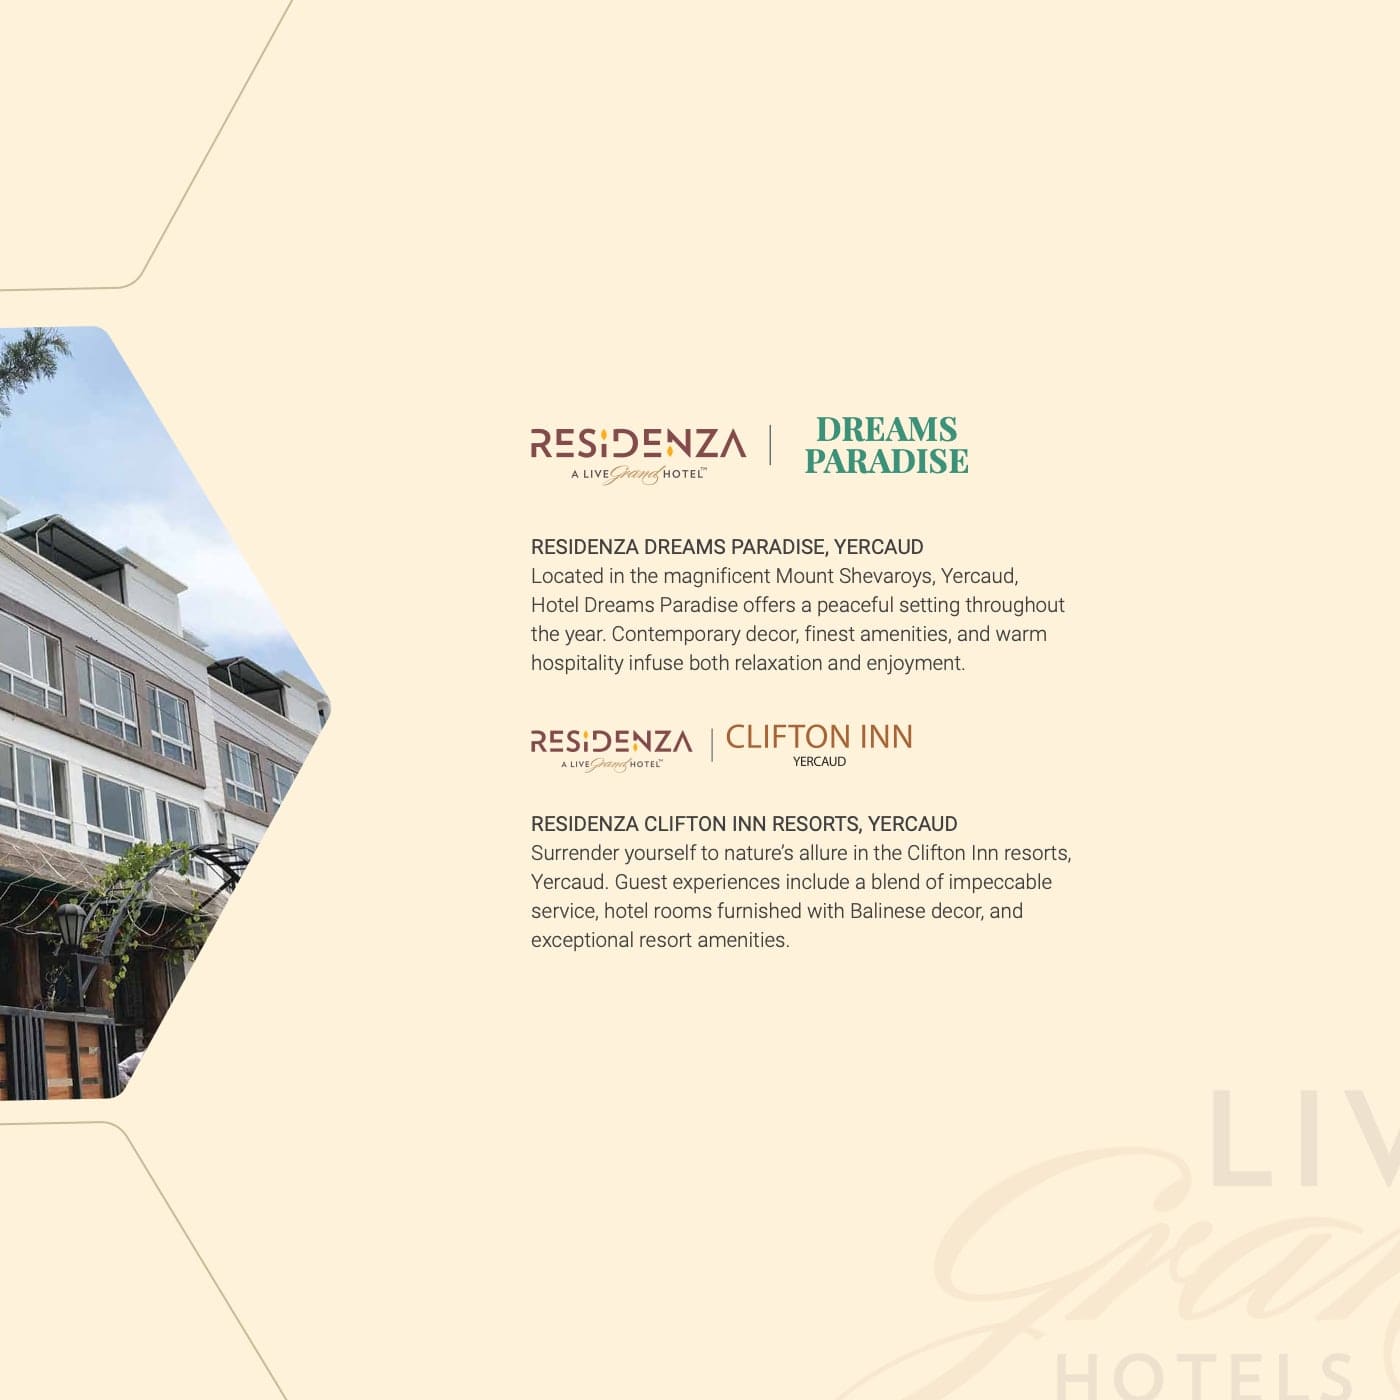 RESIDENZA
A LIVE Grand HOTEL™
DREAMS
PARADISE
RESIDENZA DREAMS PARADISE, YERCAUD
Located in the magnificent Mount Shevaroys, Yercaud,
Hotel Dreams Paradise offers a peaceful setting throughout
the year. Contemporary decor, finest amenities, and warm
hospitality infuse both relaxation and enjoyment.
RESIDENZA
A LIVE Grand HOTEL™
CLIFTON INN
YERCAUD
RESIDENZA CLIFTON INN RESORTS, YERCAUD
Surrender yourself to nature’s allure in the Clifton Inn resorts,
Yercaud. Guest experiences include a blend of impeccable
service, hotel rooms furnished with Balinese decor, and
exceptional resort amenities.
LIV
Gran
HOTELS